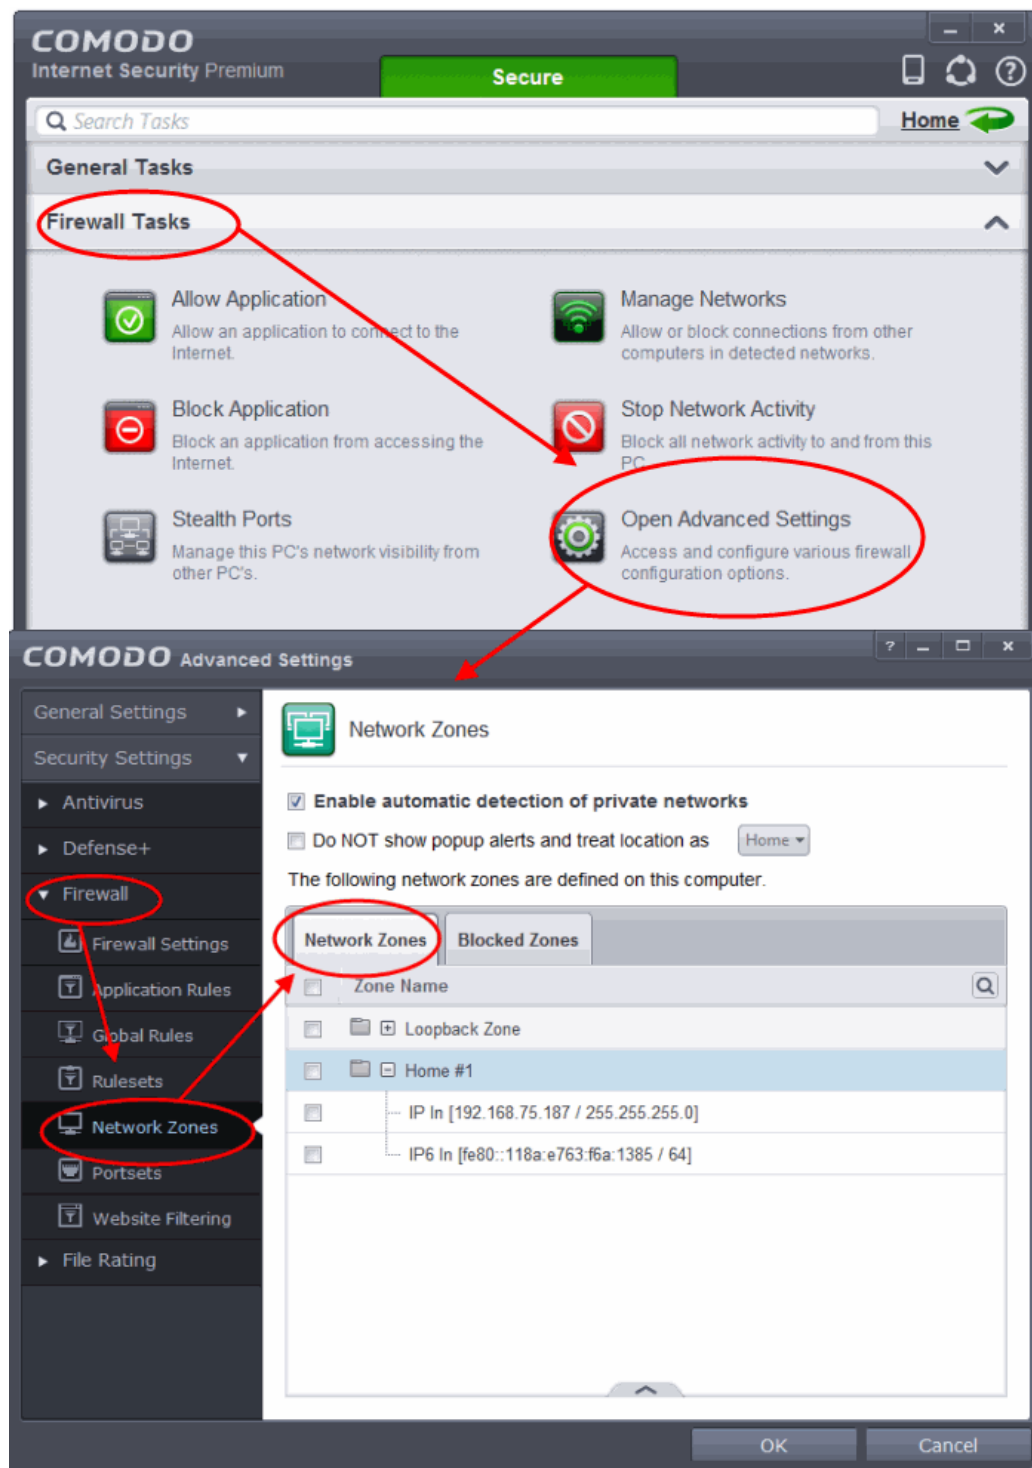 COMODO
Internet Security Premium
Secure
Search Tasks
Home
General Tasks
Firewall Tasks
Allow Application
Allow an application to connect to the
Internet.
Manage Networks
Allow or block connections from other
computers in detected networks.
Block Application
Block an application from accessing the
Internet.
Stop Network Activity
Block all network activity to and from this
PC.
Stealth Ports
Manage this PC's network visibility from
other PC's.
Open Advanced Settings
Access and configure various firewall
configuration options.
COMODO Advanced Settings
General Settings
Security Settings
Antivirus
Defense+
Firewall
Firewall Settings
Application Rules
Global Rules
Rulesets
Network Zones
Portsets
Website Filtering
File Rating
Network Zones
Enable automatic detection of private networks
Do NOT show popup alerts and treat location as Home
The following network zones are defined on this computer.
Network Zones Blocked Zones
Zone Name
Loopback Zone
Home #1
IP In [192.168.75.187 / 255.255.255.0]
IP6 In [fe80::118a:e763:f6a:1385 / 64]
OK Cancel